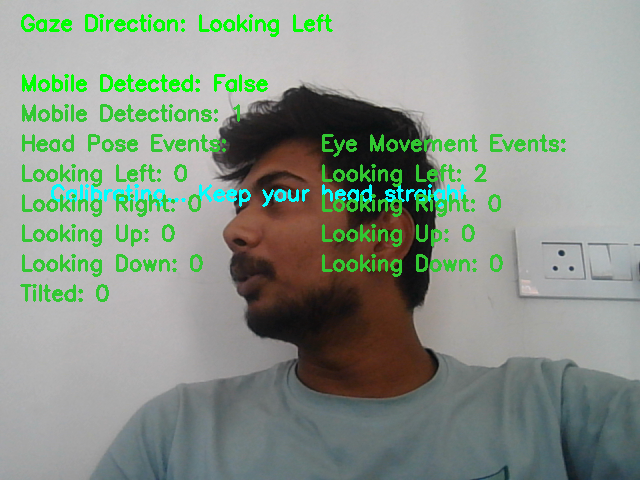 Gaze Direction: Looking Left
Mobile Detected: False
Mobile Detections: 1
Head Pose Events:
Looking Left: 0
Calibrating... Keep your head straight
Looking Right: 0
Looking Up: 0
Looking Down: 0
Tilted: 0
Eye Movement Events:
Looking Left: 2
Looking Right: 0
Looking Up: 0
Looking Down: 0